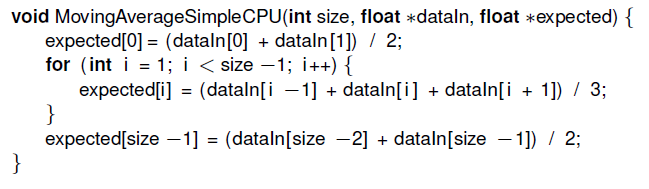 void MovingAverageSimpleCPU(int size, float *dataIn, float *expected) {
expected[0] = (dataIn[0] + dataIn[1]) / 2;
for (int i = 1; i < size −1; i++) {
expected[i] = (dataIn[i −1] + dataIn[i] + dataIn[i + 1]) / 3;
}
expected[size −1] = (dataIn[size −2] + dataIn[size −1]) / 2;
}